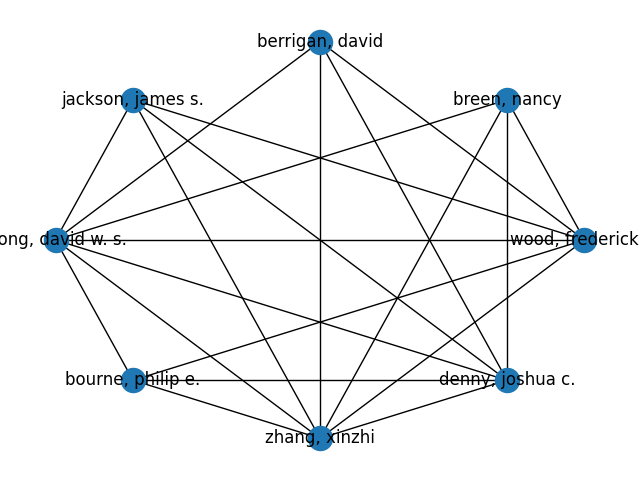 berrigan, david
jackson, james s.
breen, nancy
ong, david w. s.
wood, frederick
bourne, philip e.
denny, joshua c.
zhang, xinzhi